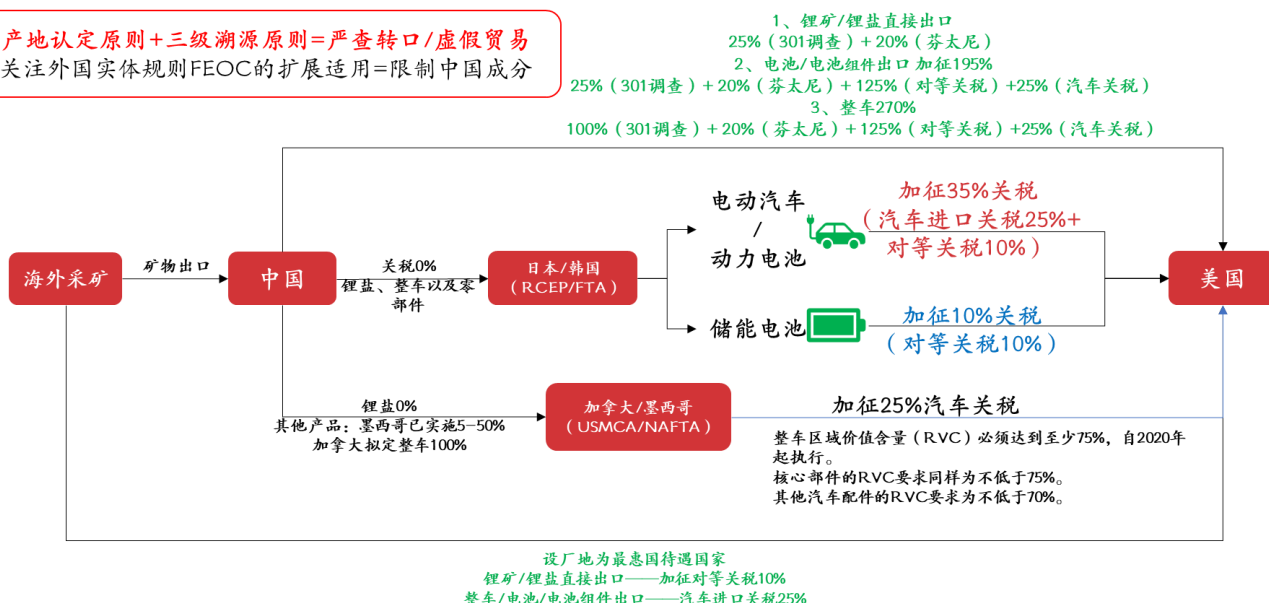 产地认定原则+三级溯源原则=严查转口/虚假贸易
关注外国实体规则FEOC的扩展适用=限制中国成分
1、锂矿/锂盐直接出口
25%（301调查）+20%（芬太尼）
2、电池/电池组件出口 加征195%
25%（301调查）+20%（芬太尼）+125%（对等关税）+25%（汽车关税）
3、整车270%
100%（301调查）+20%（芬太尼）+125%（对等关税）+25%（汽车关税）
海外采矿
矿物出口
中国
关税0%
锂盐、整车以及零
部件
日本/韩国
（RCEP/FTA）
电动汽车
/
动力电池
加征35%关税
（汽车进口关税25%+
对等关税10%）
储能电池
加征10%关税
（对等关税10%）
美国
锂盐0%
其他产品：墨西哥已实施5-50%
加拿大拟定整车100%
加拿大/墨西哥
（USMCA/NAFTA）
加征25%汽车关税
整车区域价值含量（RVC）必须达到至少75%，自2020年
起执行。
核心部件的RVC要求同样为不低于75%。
其他汽车配件的RVC要求为不低于70%。
设厂地为最惠国待遇国家
锂矿/锂盐直接出口——加征对等关税10%
整车/电池/电池组件出口——汽车进口关税25%